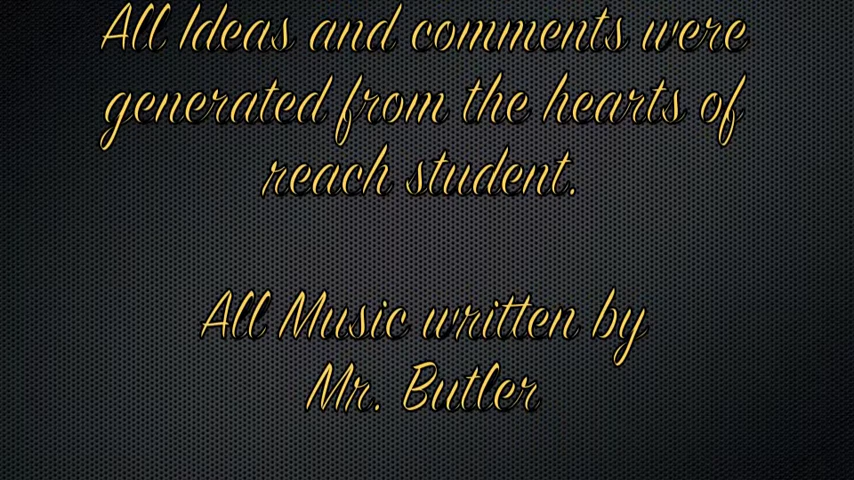 All Ideas and comments were
generated from the hearts of
reach student.
All Music written by
Mr. Butler